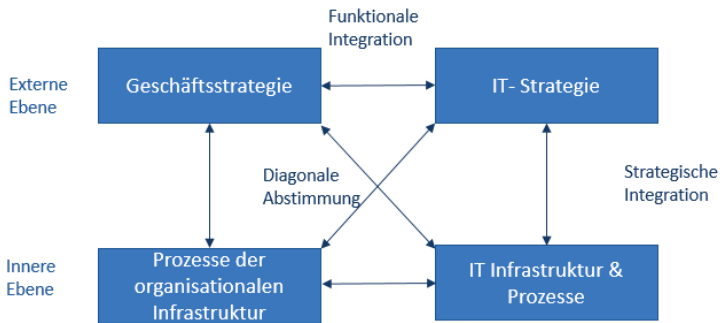 Funktionale
Integration
Externe
Ebene
Geschäftsstrategie
IT- Strategie
Diagonale
Abstimmung
Strategische
Integration
Innere
Ebene
Prozesse der
organisationalen
Infrastruktur
IT Infrastruktur &
Prozesse